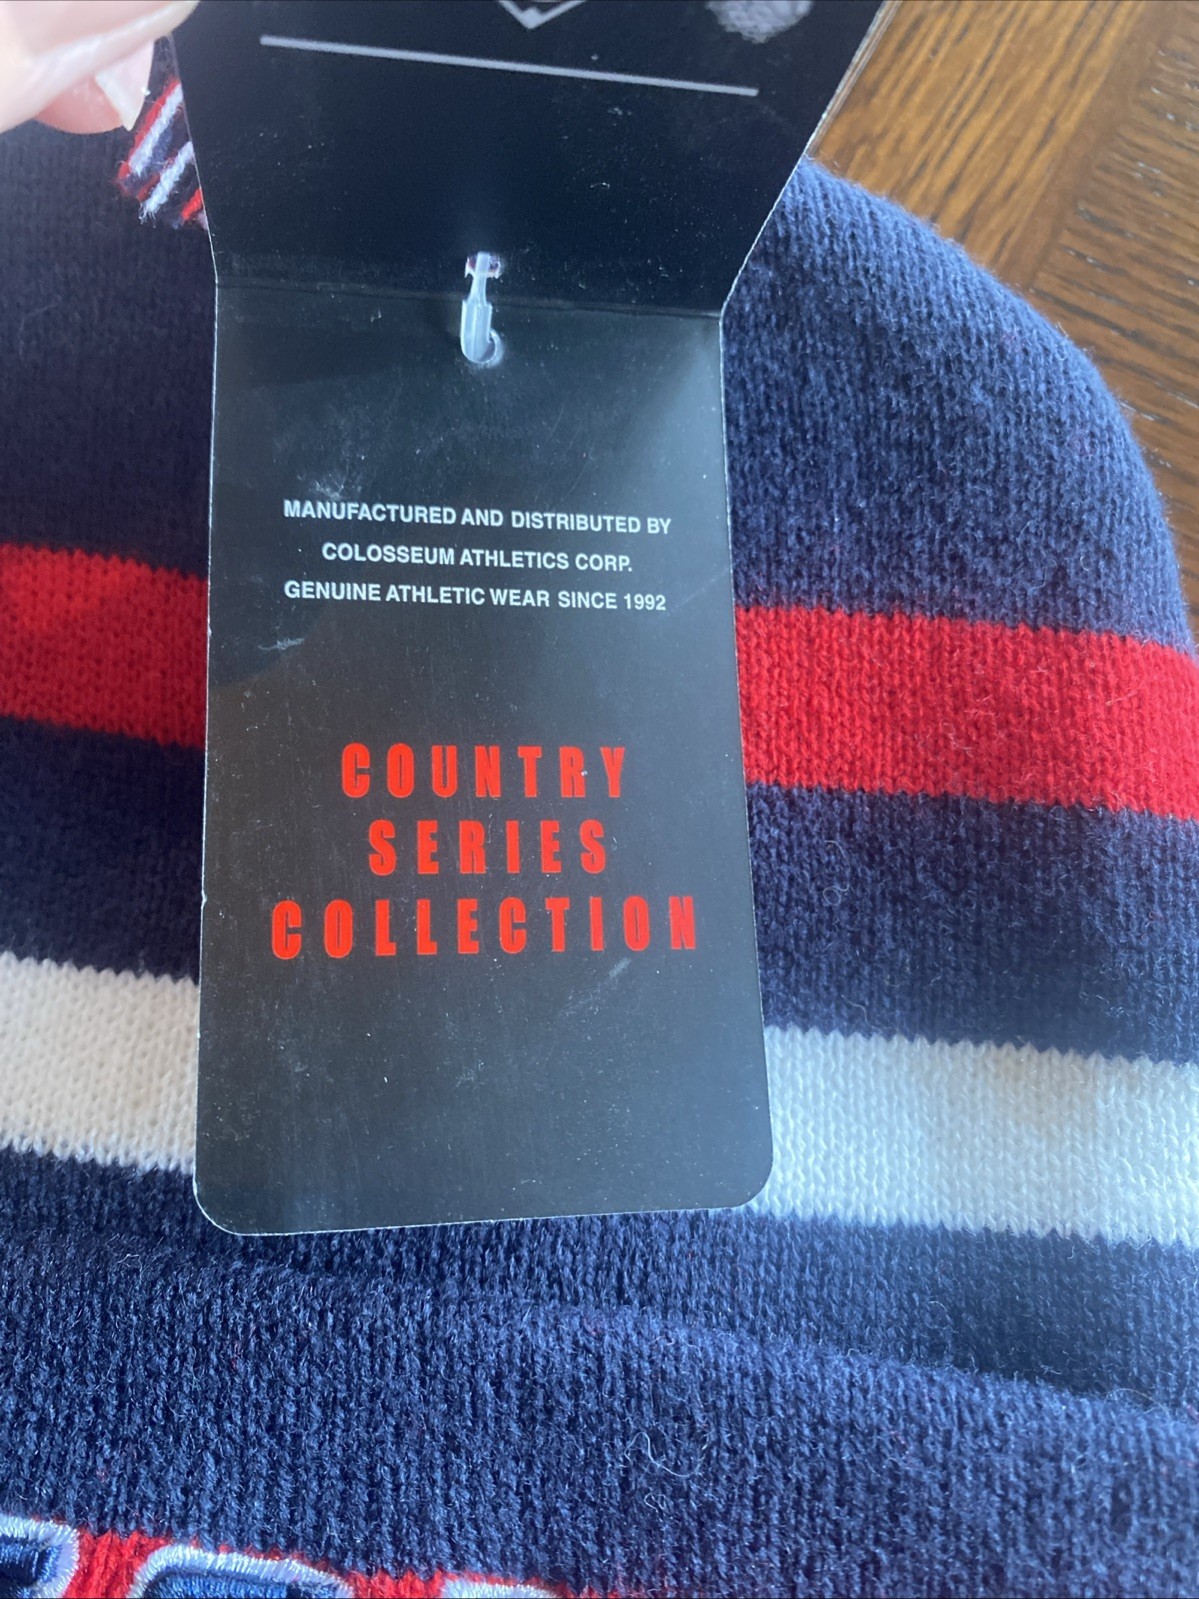 MANUFACTURED AND DISTRIBUTED BY
COLOSSEUM ATHLETICS CORP.
GENUINE ATHLETIC WEAR SINCE 1992
COUNTRY
SERIES
COLLECTION